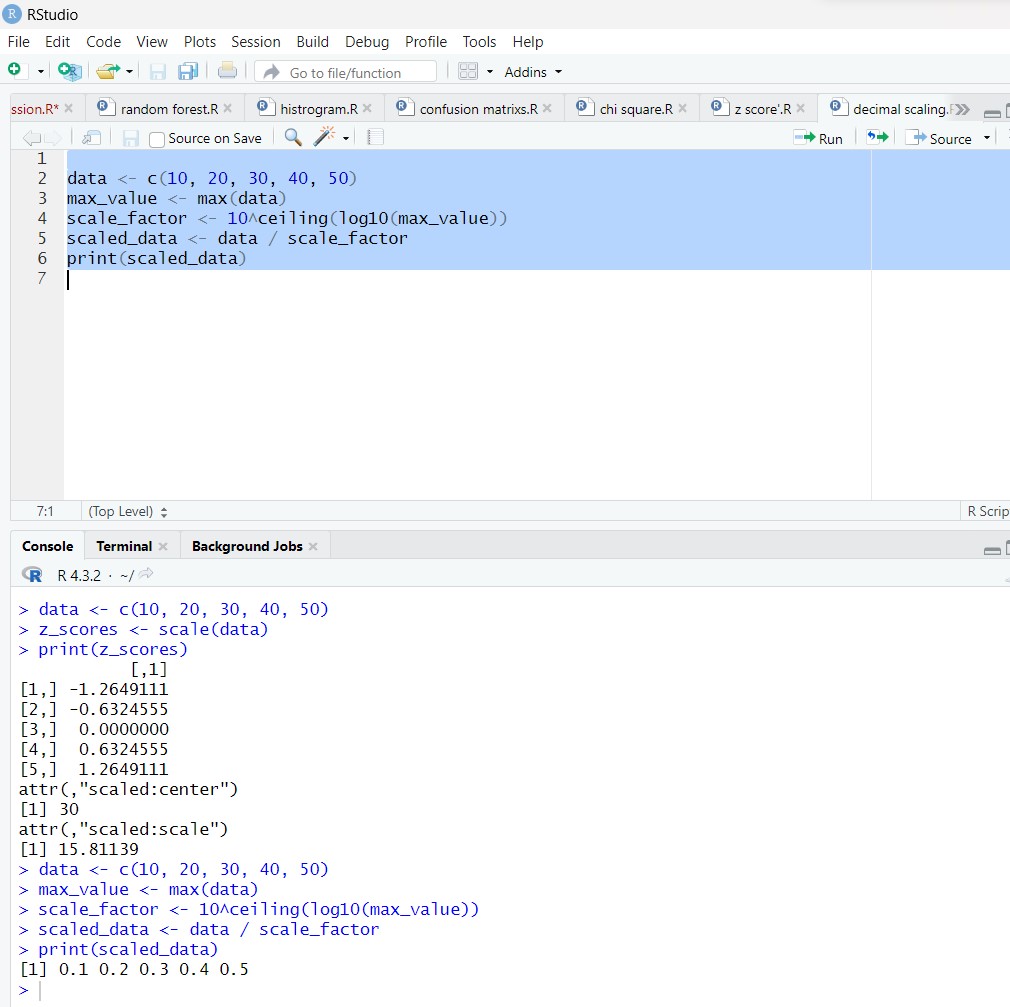 RStudio
File Edit Code View Plots Session Build Debug Profile Tools Help
Go to file/function Addins
ssion.R* random forest.R histrogram.R confusion matrixs.R chi square.R z score'.R decimal scaling.
Source on Save Run Source
1
2 data <- c(10, 20, 30, 40, 50)
3 max_value <- max(data)
4 scale_factor <- 10^ceiling(log10(max_value))
5 scaled_data <- data / scale_factor
6 print(scaled_data)
7
7:1 (Top Level) R Scrip
Console Terminal Background Jobs
R R 4.3.2 · ~/
> data <- c(10, 20, 30, 40, 50)
> z_scores <- scale(data)
> print(z_scores)
[,1]
[1,] -1.2649111
[2,] -0.6324555
[3,] 0.0000000
[4,] 0.6324555
[5,] 1.2649111
attr(,"scaled:center")
[1] 30
attr(,"scaled:scale")
[1] 15.81139
> data <- c(10, 20, 30, 40, 50)
> max_value <- max(data)
> scale_factor <- 10^ceiling(log10(max_value))
> scaled_data <- data / scale_factor
> print(scaled_data)
[1] 0.1 0.2 0.3 0.4 0.5
>